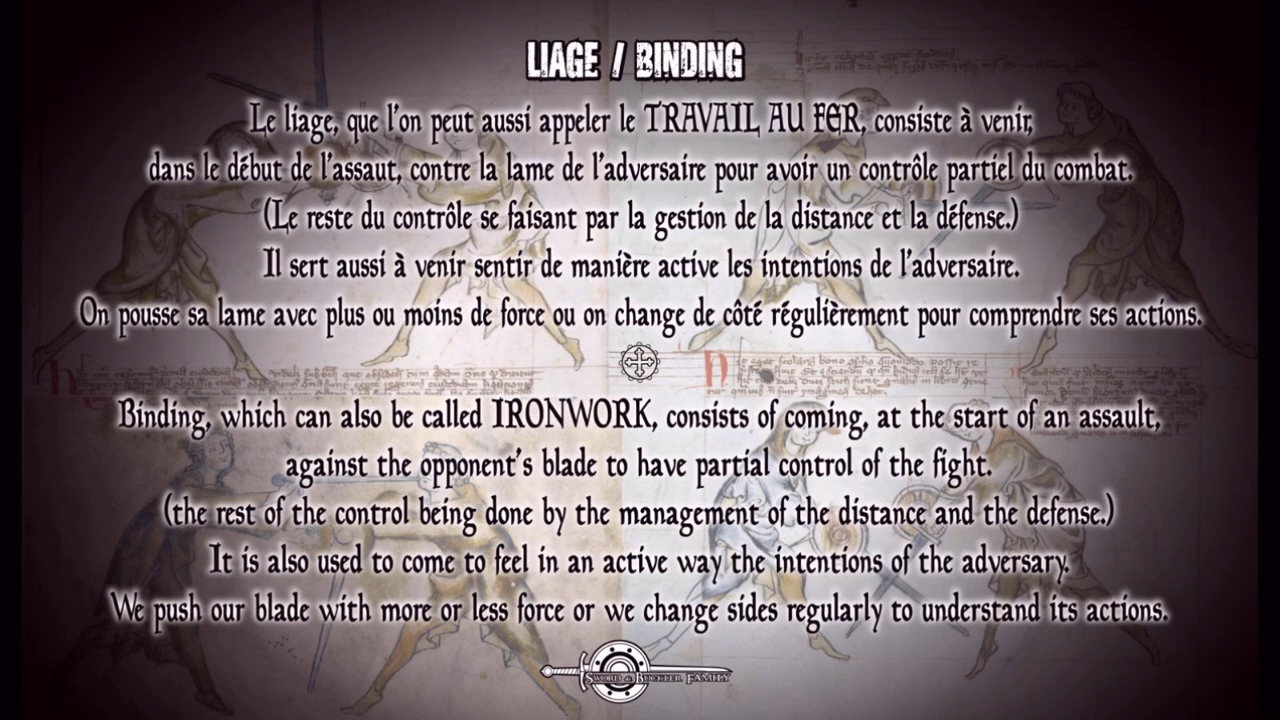 LIAGE / BINDING
Le liage, que l'on peut aussi appeler le TRAVAIL AU FER, consiste à venir,
dans le début de l'assaut, contre la lame de l'adversaire pour avoir un contrôle partiel du combat.
(Le reste du contrôle se faisant par la gestion de la distance et la défense.)
Il sert aussi à venir sentir de manière active les intentions de l'adversaire.
On pousse sa lame avec plus ou moins de force ou on change de côté régulièrement pour comprendre ses actions.
Binding, which can also be called IRONWORK, consists of coming, at the start of an assault,
against the opponent's blade to have partial control of the fight.
(the rest of the control being done by the management of the distance and the defense.)
It is also used to come to feel in an active way the intentions of the adversary.
We push our blade with more or less force or we change sides regularly to understand its actions.
SWORD & BUCKLER FAMILY